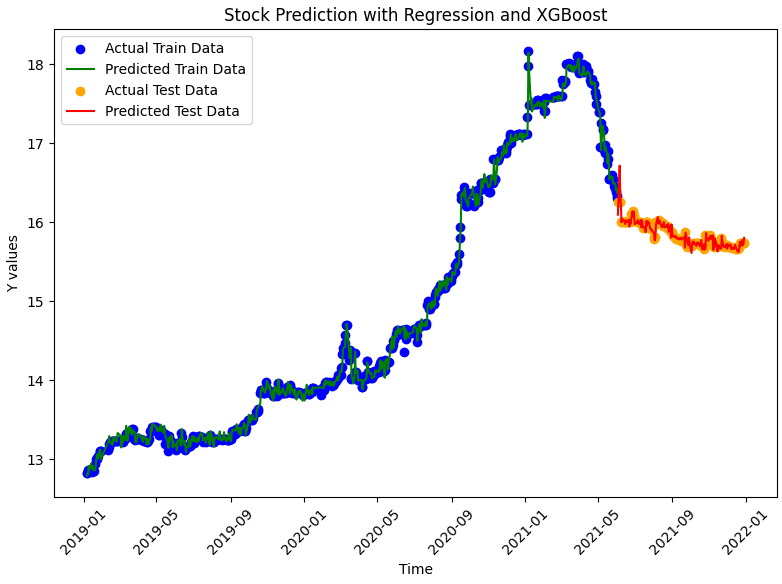 Stock Prediction with Regression and XGBoost
Actual Train Data
Predicted Train Data
Actual Test Data
Predicted Test Data
Y values
18
17
16
15
14
13
2019-01
2019-05
2019-09
2020-01
2020-05
2020-09
2021-01
2021-05
2021-09
2022-01
Time